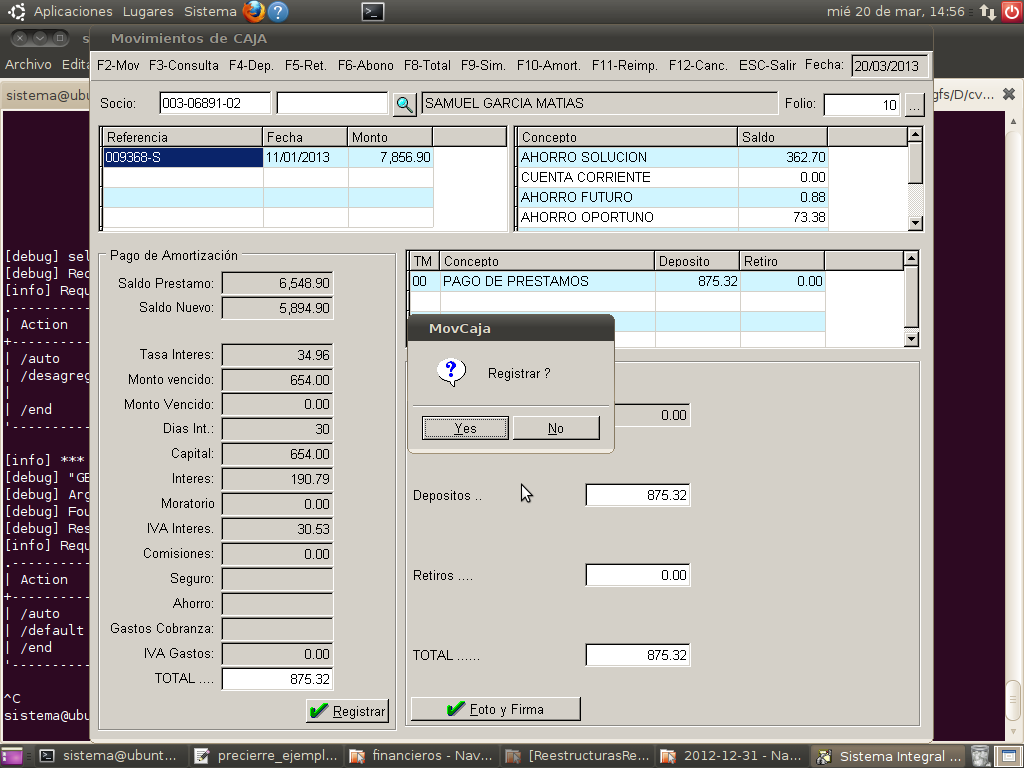 Aplicaciones Lugares Sistema mié 20 de mar, 14:56
Movimientos de CAJA
Archivo Edita
F2-Mov F3-Consulta F4-Dep. F5-Ret. F6-Abono F8-Total F9-Sim. F10-Amort. F11-Reimp. F12-Canc. ESC-Salir Fecha: 20/03/2013
sistema@ubu
gfs/D/cv...
Socio: 003-06891-02 SAMUEL GARCIA MATIAS Folio: 10 ...
Referencia Fecha Monto
009368-S 11/01/2013 7,856.90
Concepto Saldo
AHORRO SOLUCION 362.70
CUENTA CORRIENTE 0.00
AHORRO FUTURO 0.88
AHORRO OPORTUNO 73.38
Pago de Amortización
Saldo Prestamo: 6,548.90
Saldo Nuevo: 5,894.90
Tasa Interes: 34.96
Monto vencido: 654.00
Monto Vencido: 0.00
Dias Int.: 30
Capital: 654.00
Interes: 190.79
Moratorio 0.00
IVA Interes. 30.53
Comisiones: 0.00
Seguro:
Ahorro:
Gastos Cobranza:
IVA Gastos: 0.00
TOTAL .... 875.32
Registrar
TM Concepto Deposito Retiro
00 PAGO DE PRESTAMOS 875.32 0.00
MovCaja
Registrar ?
Yes No
0.00
Depositos .. 875.32
Retiros .... 0.00
TOTAL ...... 875.32
Foto y Firma
[debug] sel
[debug] Rec
[info] Requ
.----------
| Action
+----------
| /auto
| /desagreg
|
| /end
'----------
[info] ***
[debug] "GE
[debug] Arg
[debug] Fou
[debug] Res
[info] Requ
.----------
| Action
+----------
| /auto
| /default
| /end
'----------
^C
sistema@ubu
sistema@ubunt... precierre_ejempl... financieros - Nav... [ReestructurasRe... 2012-12-31 - Na... Sistema Integral ...